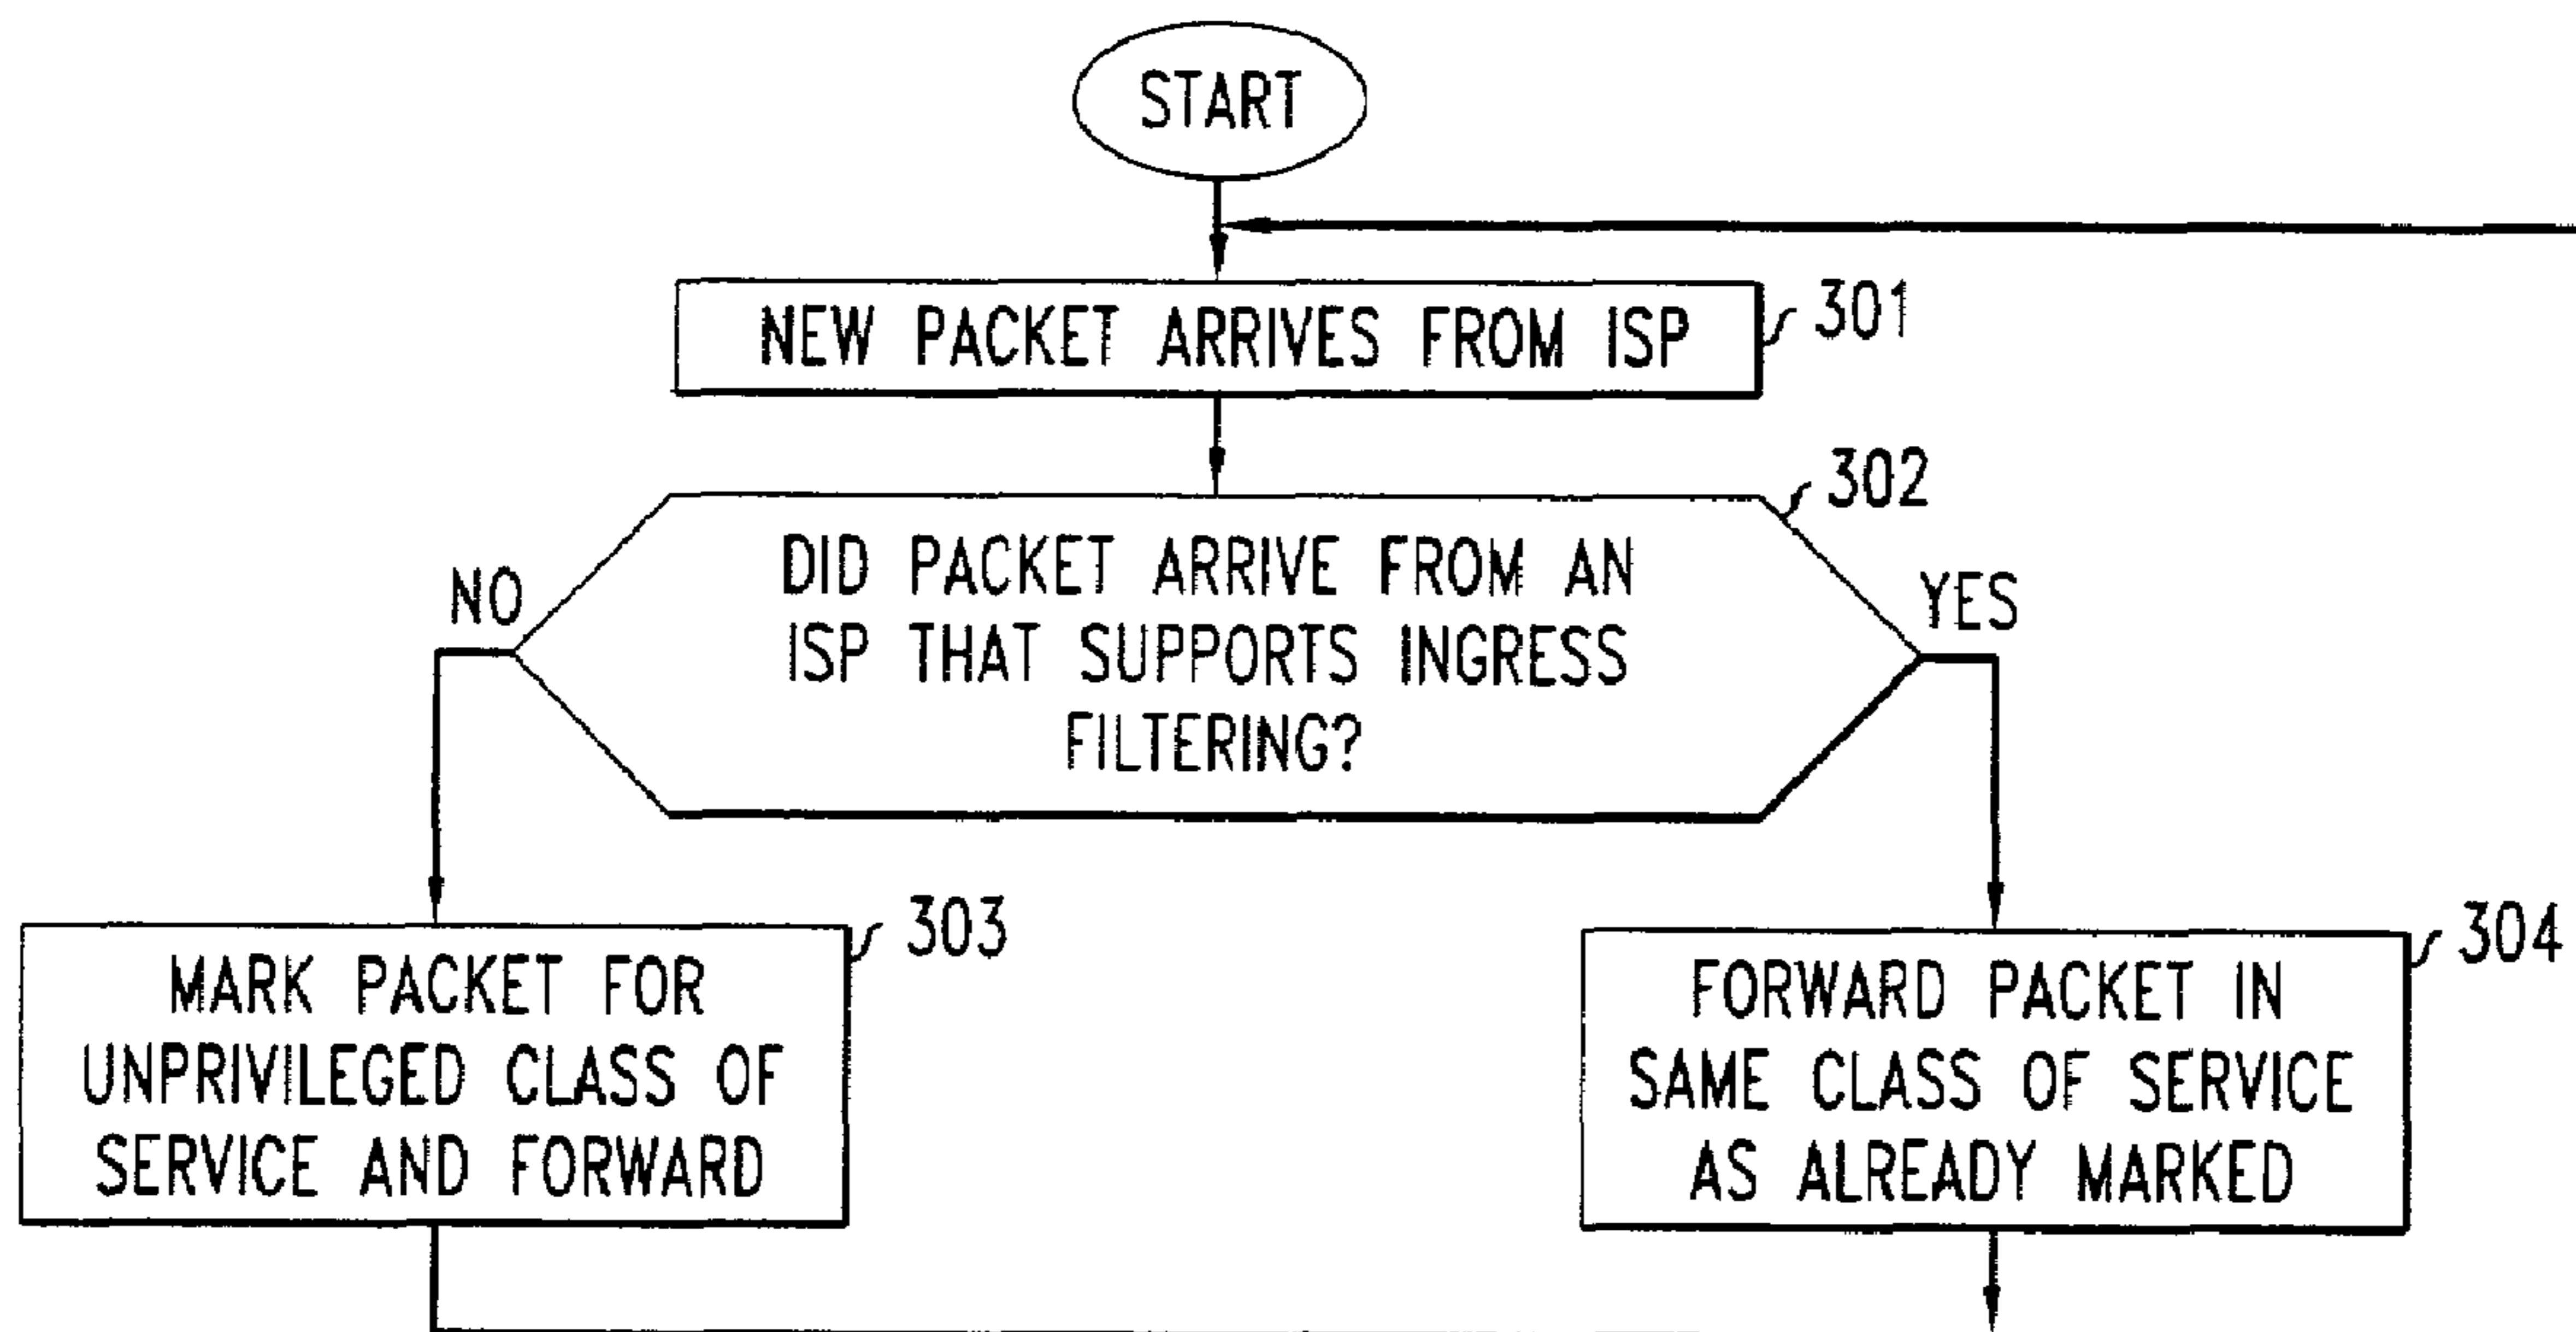 START
NEW PACKET ARRIVES FROM ISP
301
302
DID PACKET ARRIVE FROM AN
ISP THAT SUPPORTS INGRESS
FILTERING?
NO
YES
303
MARK PACKET FOR
UNPRIVILEGED CLASS OF
SERVICE AND FORWARD
304
FORWARD PACKET IN
SAME CLASS OF SERVICE
AS ALREADY MARKED